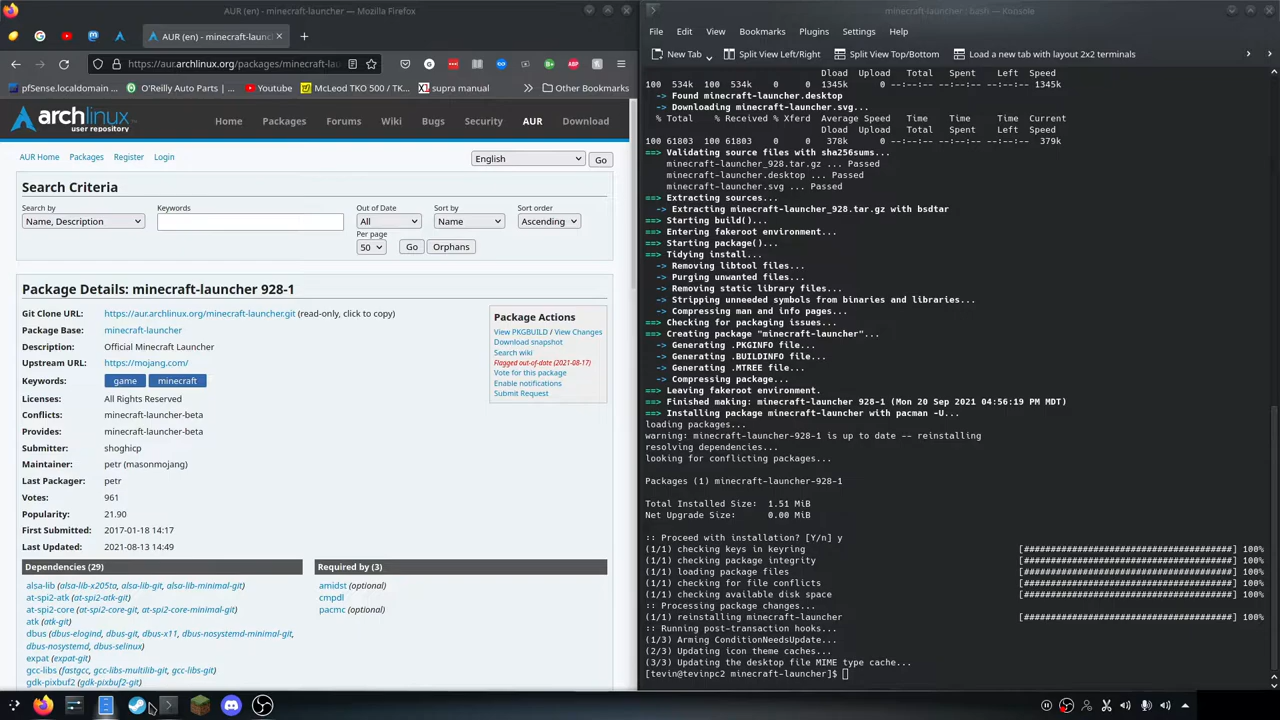 AUR (en) - minecraft-launcher — Mozilla Firefox
AUR (en) - minecraft-launc
https://aur.archlinux.org/packages/minecraft-lau
pfSense.localdomain
O'Reilly Auto Parts |
Youtube
McLeod TKO 500 / TK
supra manual
Other Bookmarks
archlinux
user repository
Home
Packages
Forums
Wiki
Bugs
Security
AUR
Download
AUR Home
Packages
Register
Login
English
Go
Search Criteria
Search by
Keywords
Out of Date
Sort by
Sort order
Name, Description
All
Name
Ascending
Per page
50
Go
Orphans
Package Details: minecraft-launcher 928-1
Git Clone URL: https://aur.archlinux.org/minecraft-launcher.git (read-only, click to copy)
Package Base: minecraft-launcher
Description: Official Minecraft Launcher
Upstream URL: https://mojang.com/
Keywords: game minecraft
Licenses: All Rights Reserved
Conflicts: minecraft-launcher-beta
Provides: minecraft-launcher-beta
Submitter: shoghicp
Maintainer: petr (masonmojang)
Last Packager: petr
Votes: 961
Popularity: 21.90
First Submitted: 2017-01-18 14:17
Last Updated: 2021-08-13 14:49
Package Actions
View PKGBUILD / View Changes
Download snapshot
Search wiki
Flagged out-of-date (2021-08-17)
Vote for this package
Enable notifications
Submit Request
Dependencies (29)
alsa-lib (alsa-lib-x205ta, alsa-lib-git, alsa-lib-minimal-git)
at-spi2-atk (at-spi2-atk-git)
at-spi2-core (at-spi2-core-git, at-spi2-core-minimal-git)
atk (atk-git)
dbus (dbus-elogind, dbus-git, dbus-x11, dbus-nosystemd-minimal-git,
dbus-nosystemd, dbus-selinux)
expat (expat-git)
gcc-libs (fastgcc, gcc-libs-multilib-git, gcc-libs-git)
gdk-pixbuf2 (gdk-pixbuf2-git)
Required by (3)
amidst (optional)
cmpdl
pacmc (optional)
minecraft-launcher : bash — Konsole
File
Edit
View
Bookmarks
Plugins
Settings
Help
New Tab
Split View Left/Right
Split View Top/Bottom
Load a new tab with layout 2x2 terminals
Dload Upload Total Spent Left Speed
100 534k 100 534k 0 0 1345k 0 --:--:-- --:--:-- --:--:-- 1345k
-> Found minecraft-launcher.desktop
-> Downloading minecraft-launcher.svg...
% Total % Received % Xferd Average Speed Time Time Time Current
Dload Upload Total Spent Left Speed
100 61803 100 61803 0 0 378k 0 --:--:-- --:--:-- --:--:-- 379k
==> Validating source files with sha256sums...
minecraft-launcher_928.tar.gz ... Passed
minecraft-launcher.desktop ... Passed
minecraft-launcher.svg ... Passed
==> Extracting sources...
-> Extracting minecraft-launcher_928.tar.gz with bsdtar
==> Starting build()...
==> Entering fakeroot environment...
==> Starting package()...
==> Tidying install...
-> Removing libtool files...
-> Purging unwanted files...
-> Removing static library files...
-> Stripping unneeded symbols from binaries and libraries...
-> Compressing man and info pages...
==> Checking for packaging issues...
==> Creating package "minecraft-launcher"...
-> Generating .PKGINFO file...
-> Generating .BUILDINFO file...
-> Generating .MTREE file...
-> Compressing package...
==> Leaving fakeroot environment.
==> Finished making: minecraft-launcher 928-1 (Mon 20 Sep 2021 04:56:19 PM MDT)
==> Installing package minecraft-launcher with pacman -U...
loading packages...
warning: minecraft-launcher-928-1 is up to date -- reinstalling
resolving dependencies...
looking for conflicting packages...
Packages (1) minecraft-launcher-928-1
Total Installed Size: 1.51 MiB
Net Upgrade Size: 0.00 MiB
:: Proceed with installation? [Y/n] y
(1/1) checking keys in keyring [######################################] 100%
(1/1) checking package integrity [######################################] 100%
(1/1) loading package files [######################################] 100%
(1/1) checking for file conflicts [######################################] 100%
(1/1) checking available disk space [######################################] 100%
:: Processing package changes...
(1/1) reinstalling minecraft-launcher [######################################] 100%
:: Running post-transaction hooks...
(1/3) Arming ConditionNeedsUpdate...
(2/3) Updating icon theme caches...
(3/3) Updating the desktop file MIME type cache...
[tevin@tevinpc2 minecraft-launcher]$